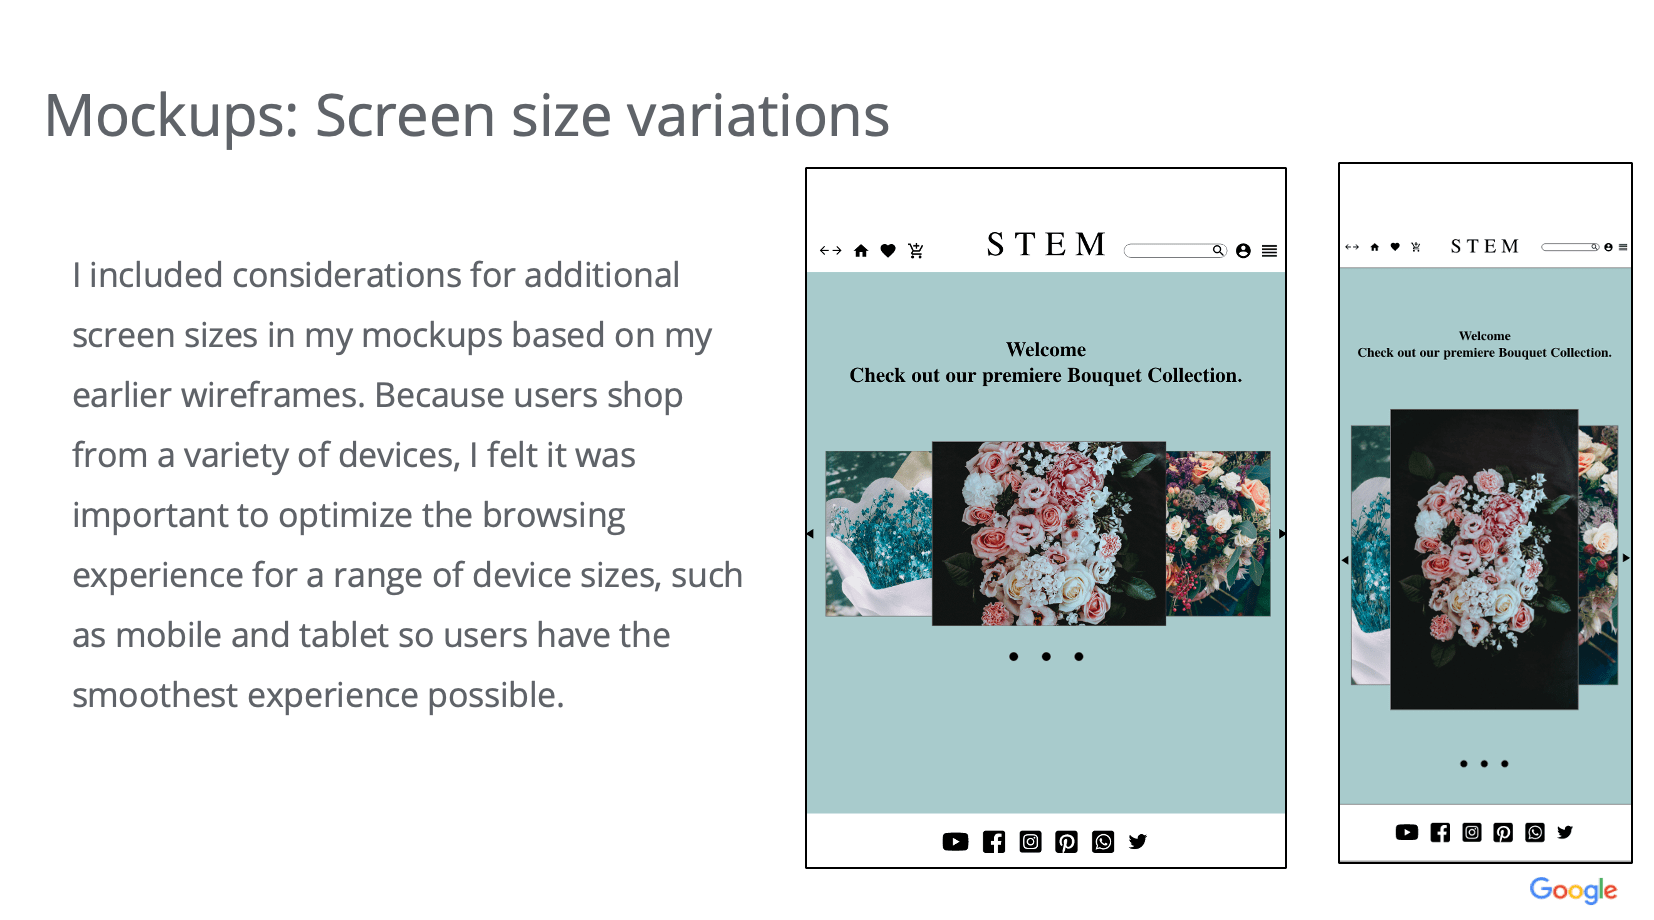 Mockups: Screen size variations
I included considerations for additional
screen sizes in my mockups based on my
earlier wireframes. Because users shop
from a variety of devices, I felt it was
important to optimize the browsing
experience for a range of device sizes, such
as mobile and tablet so users have the
smoothest experience possible.
STEM
Welcome
Check out our premiere Bouquet Collection.
STEM
Welcome
Check out our premiere Bouquet Collection.
Google